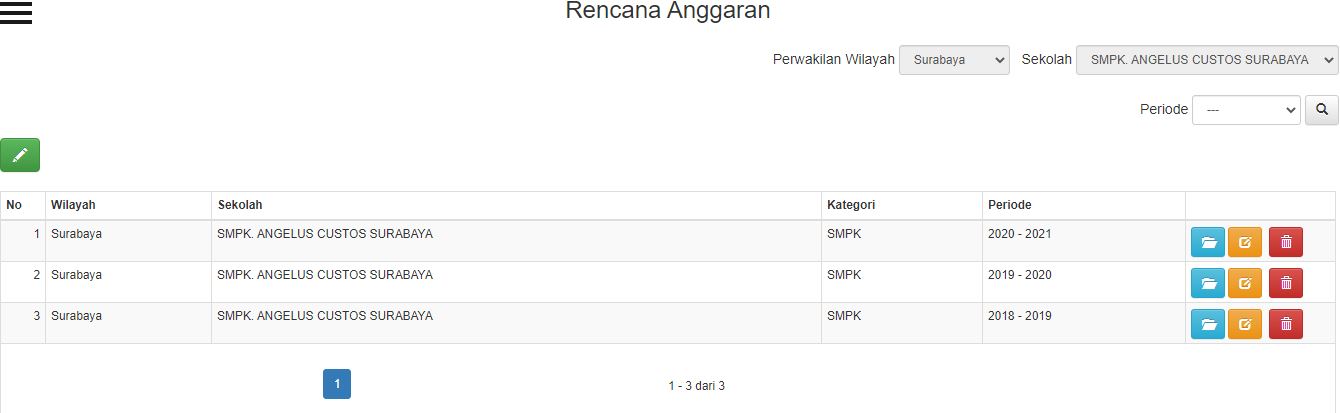 Rencana Anggaran
Perwakilan Wilayah Surabaya Sekolah SMPK. ANGELUS CUSTOS SURABAYA
Periode ---
No Wilayah Sekolah Kategori Periode
1 Surabaya SMPK. ANGELUS CUSTOS SURABAYA SMPK 2020 - 2021
2 Surabaya SMPK. ANGELUS CUSTOS SURABAYA SMPK 2019 - 2020
3 Surabaya SMPK. ANGELUS CUSTOS SURABAYA SMPK 2018 - 2019
1 1 - 3 dari 3